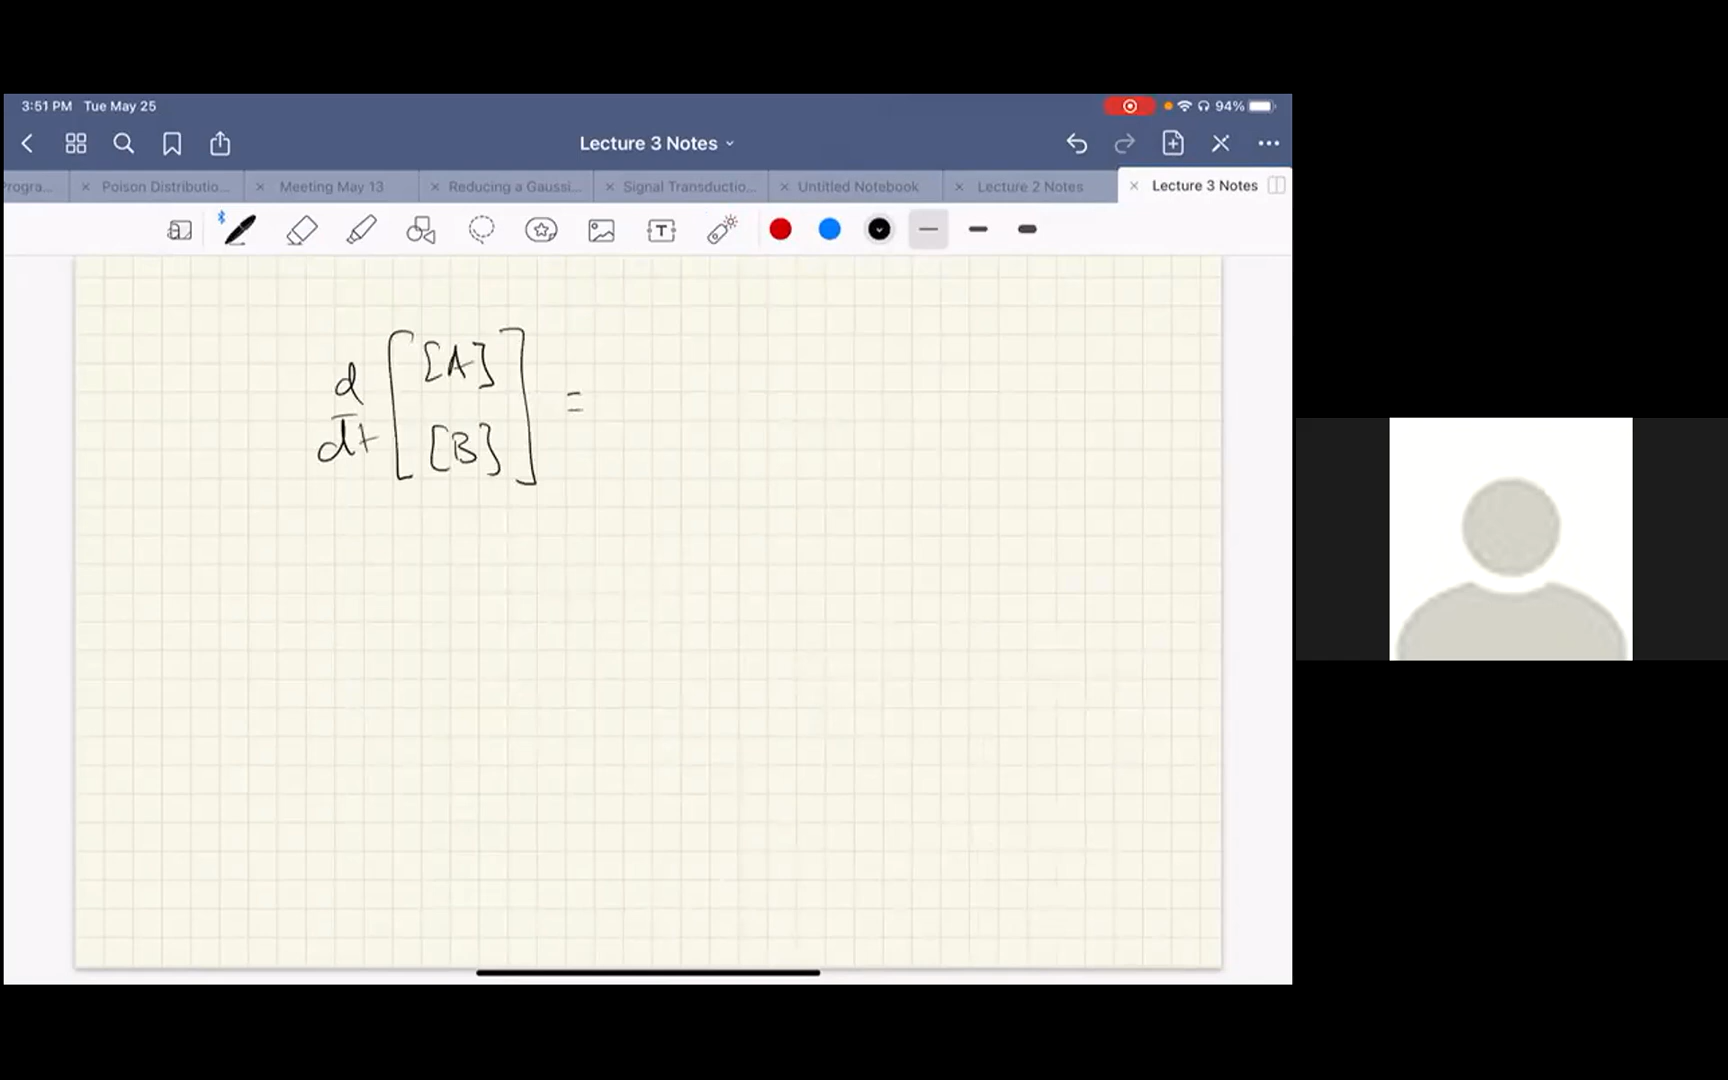 3:51 PM Tue May 25 94%
Lecture 3 Notes
Progra... Poison Distributio... Meeting May 13 Reducing a Gaussi... Signal Transductio... Untitled Notebook Lecture 2 Notes Lecture 3 Notes
T
d/dt [ [A] [B] ] =